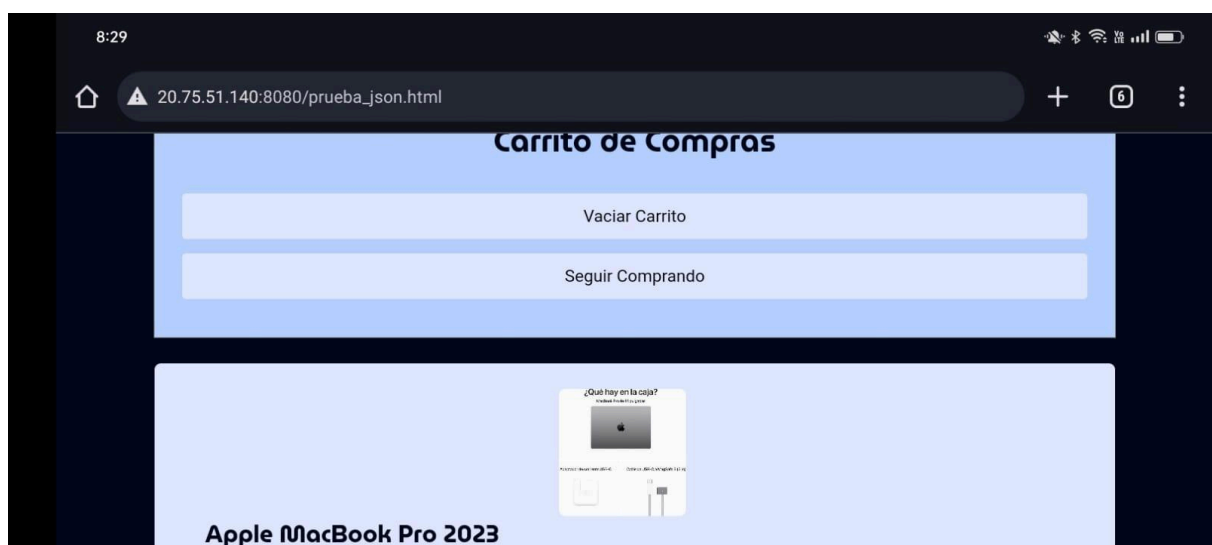 8:29
20.75.51.140:8080/prueba_json.html
6
Carrito de Compras
Vaciar Carrito
Seguir Comprando
¿Qué hay en la caja?
Apple MacBook Pro 2023